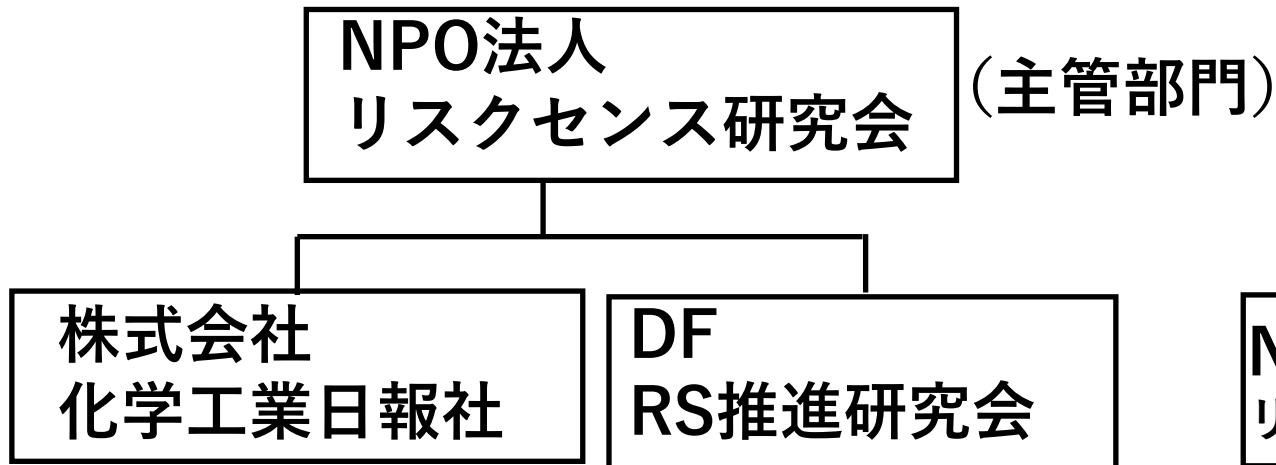 NPO法人
リスクセンス研究会
(主管部門)
株式会社
化学工業日報社
DF
RS推進研究会